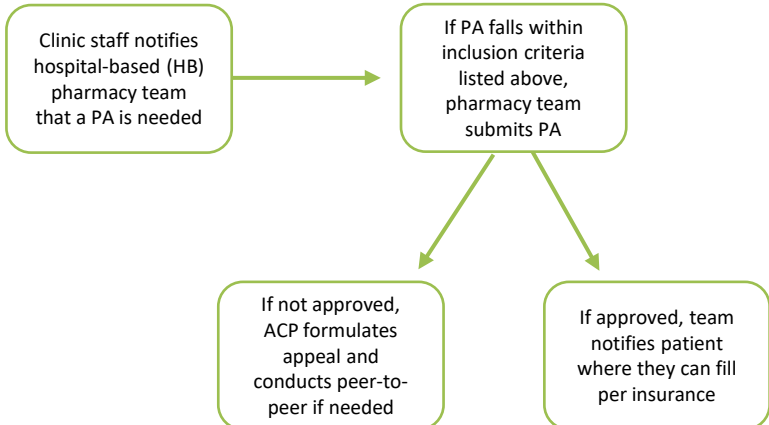 Clinic staff notifies
hospital-based (HB)
pharmacy team
that a PA is needed
If PA falls within
inclusion criteria
listed above,
pharmacy team
submits PA
If not approved,
ACP formulates
appeal and
conducts peer-to-
peer if needed
If approved, team
notifies patient
where they can fill
per insurance